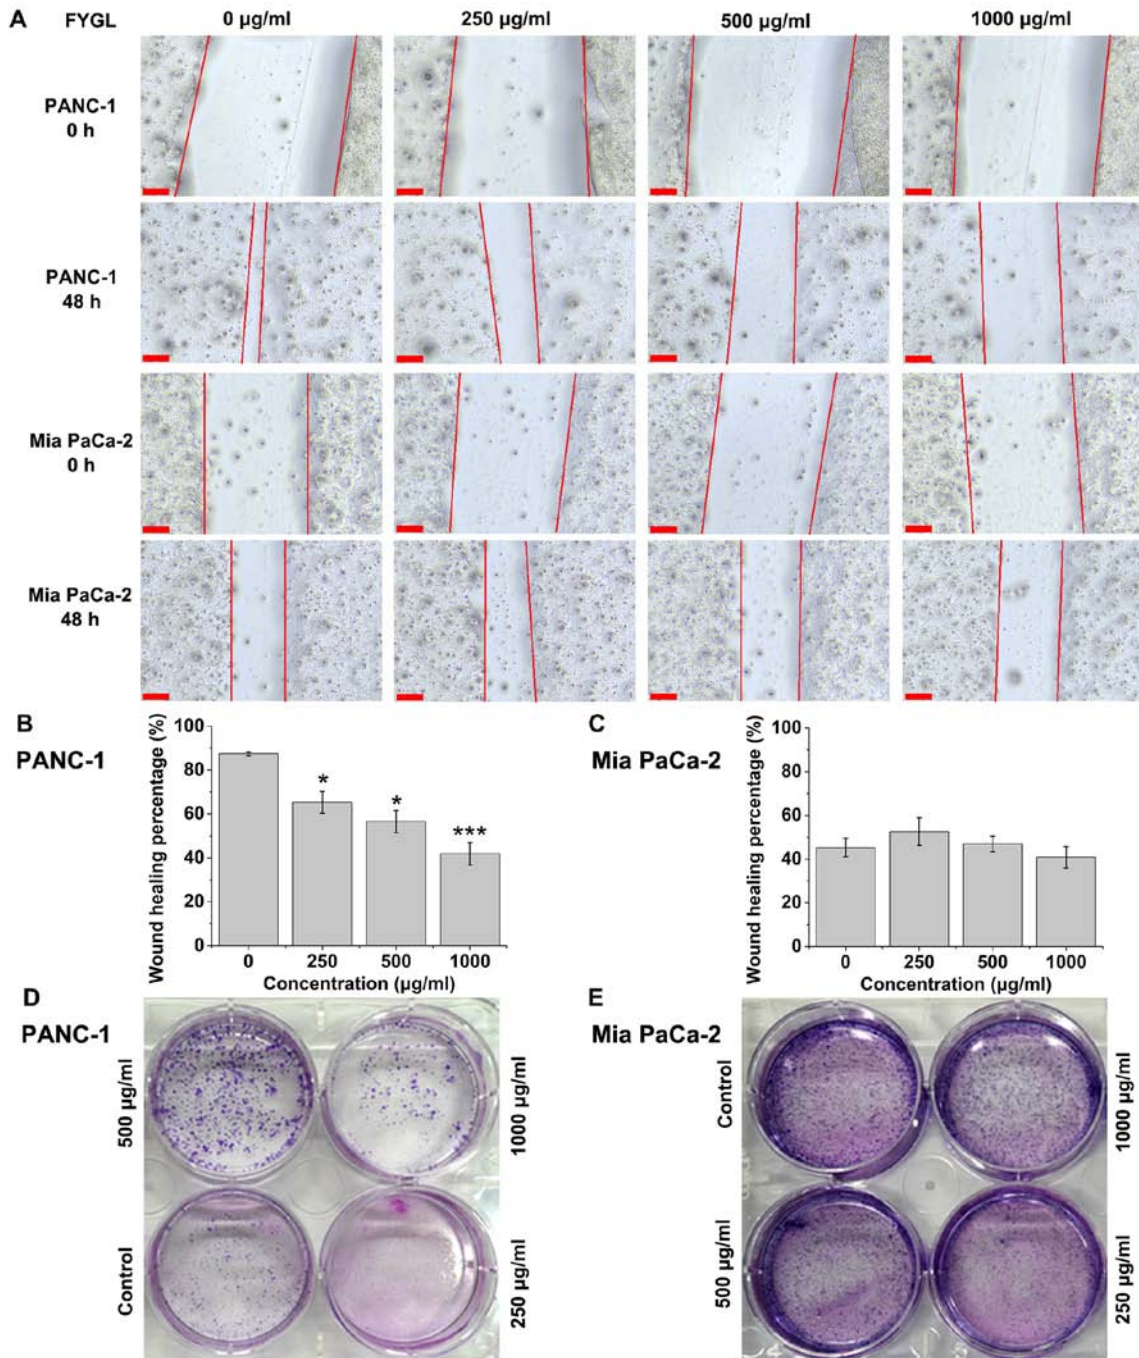 A FYGL 0 µg/ml 250 µg/ml 500 µg/ml 1000 µg/ml
PANC-1
0 h
PANC-1
48 h
Mia PaCa-2
0 h
Mia PaCa-2
48 h
B
PANC-1
Wound healing percentage (%)
100
80
60
40
20
0
*
*
***
0 250 500 1000
Concentration (µg/ml)
C
Mia PaCa-2
Wound healing percentage (%)
100
80
60
40
20
0
0 250 500 1000
Concentration (µg/ml)
D
PANC-1
500 µg/ml
1000 µg/ml
Control
250 µg/ml
E
Mia PaCa-2
Control
1000 µg/ml
500 µg/ml
250 µg/ml